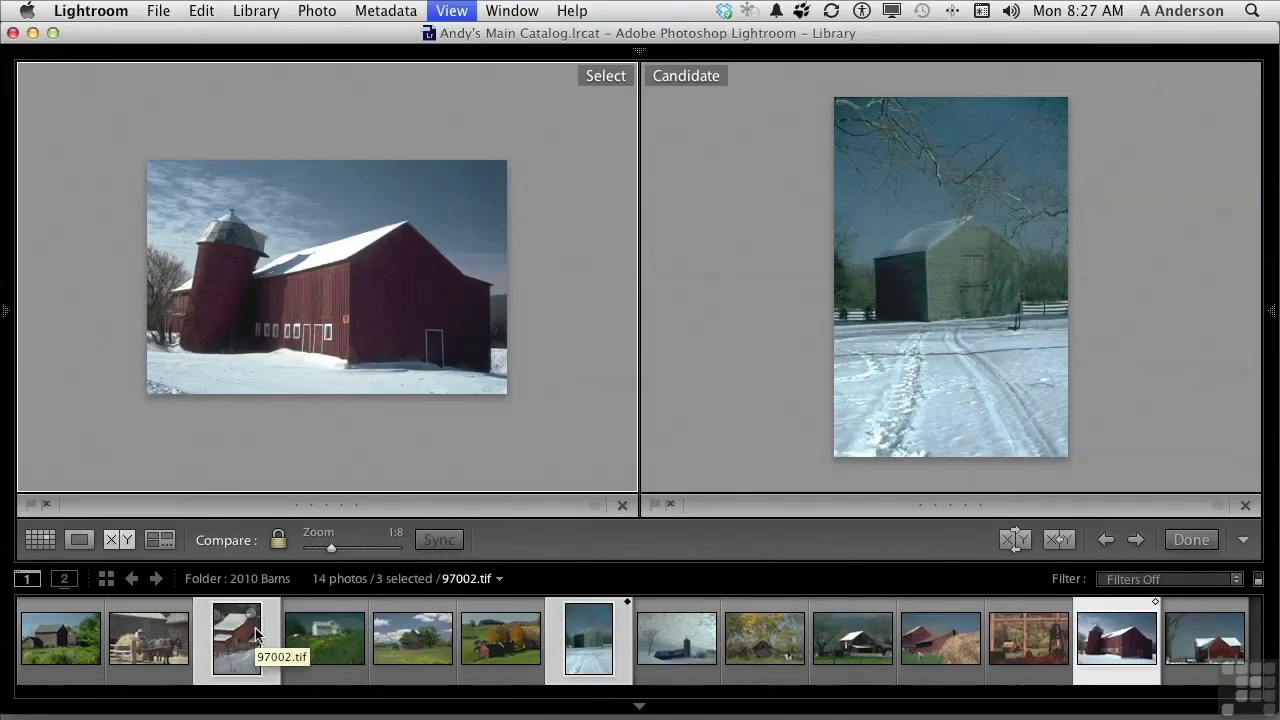 Lightroom File Edit Library Photo Metadata View Window Help Mon 8:27 AM A Anderson
Andy's Main Catalog.lrcat – Adobe Photoshop Lightroom – Library
Select
Candidate
Compare :
Zoom 1:8
Sync
Done
1 2 Folder : 2010 Barns 14 photos / 3 selected / 97002.tif Filter : Filters Off
97002.tif